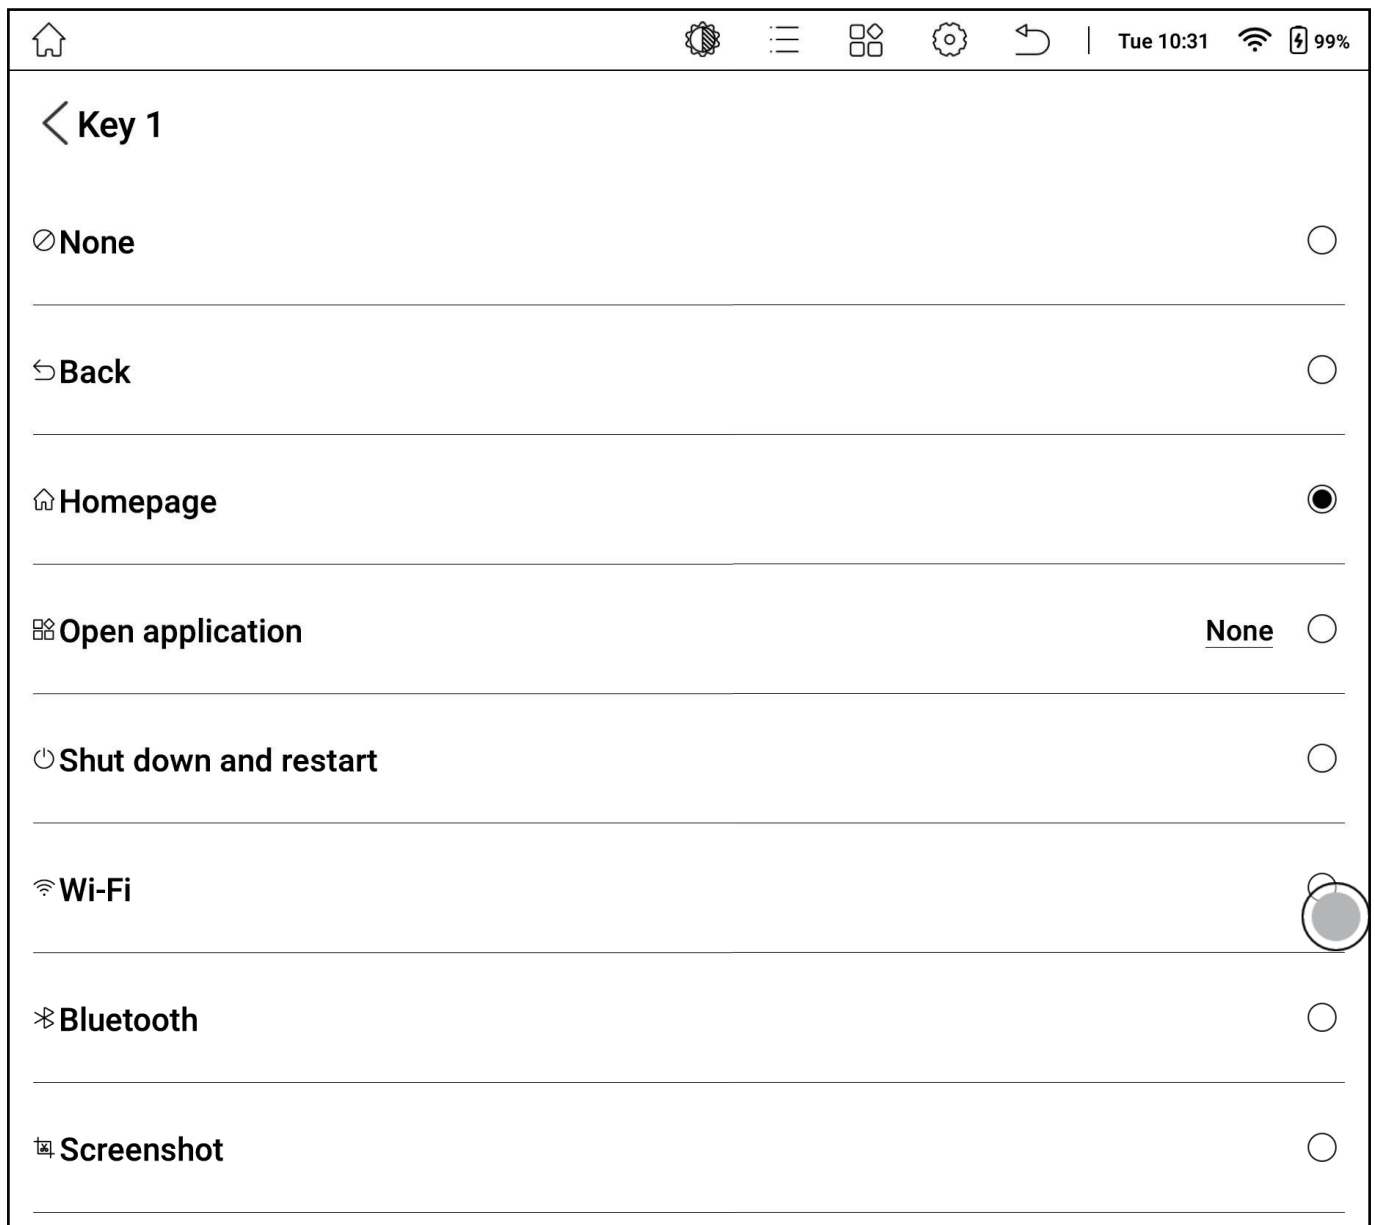 Tue 10:31 99%
Key 1
None
Back
Homepage
Open application None
Shut down and restart
Wi-Fi
Bluetooth
Screenshot